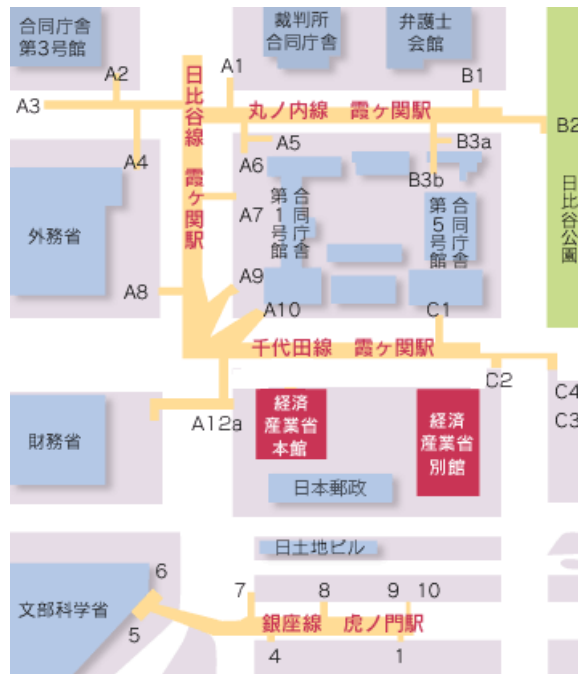 合同庁舎
第3号館
裁判所
合同庁舎
弁護士
会館
A2
A1
B1
A3
日比谷線 霞ヶ関駅
丸ノ内線 霞ヶ関駅
B2
A5
B3a
A4
A6
B3b
日比谷公園
外務省
A7
合同庁舎
第1号館
合同庁舎
第5号館
A8
A9
A10
C1
千代田線 霞ヶ関駅
C2
C4
C3
A12a
経済
産業省
本館
経済
産業省
別館
財務省
日本郵政
日土地ビル
6
文部科学省
5
7
8
9
10
銀座線 虎ノ門駅
4
1